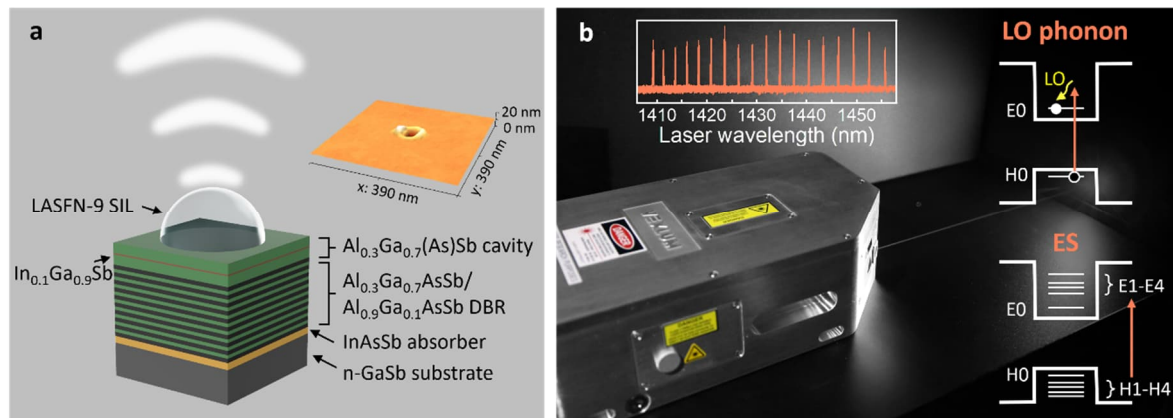 a
20 nm
0 nm
x: 390 nm
y: 390 nm
LASFN-9 SIL
In0.1Ga0.9Sb
Al0.3Ga0.7(As)Sb cavity
Al0.3Ga0.7AsSb/
Al0.9Ga0.1AsSb DBR
InAsSb absorber
n-GaSb substrate
b
1410 1420 1430 1440 1450
Laser wavelength (nm)
LO phonon
LO
E0
H0
ES
E1-E4
E0
H0
H1-H4
DANGER
DANGER